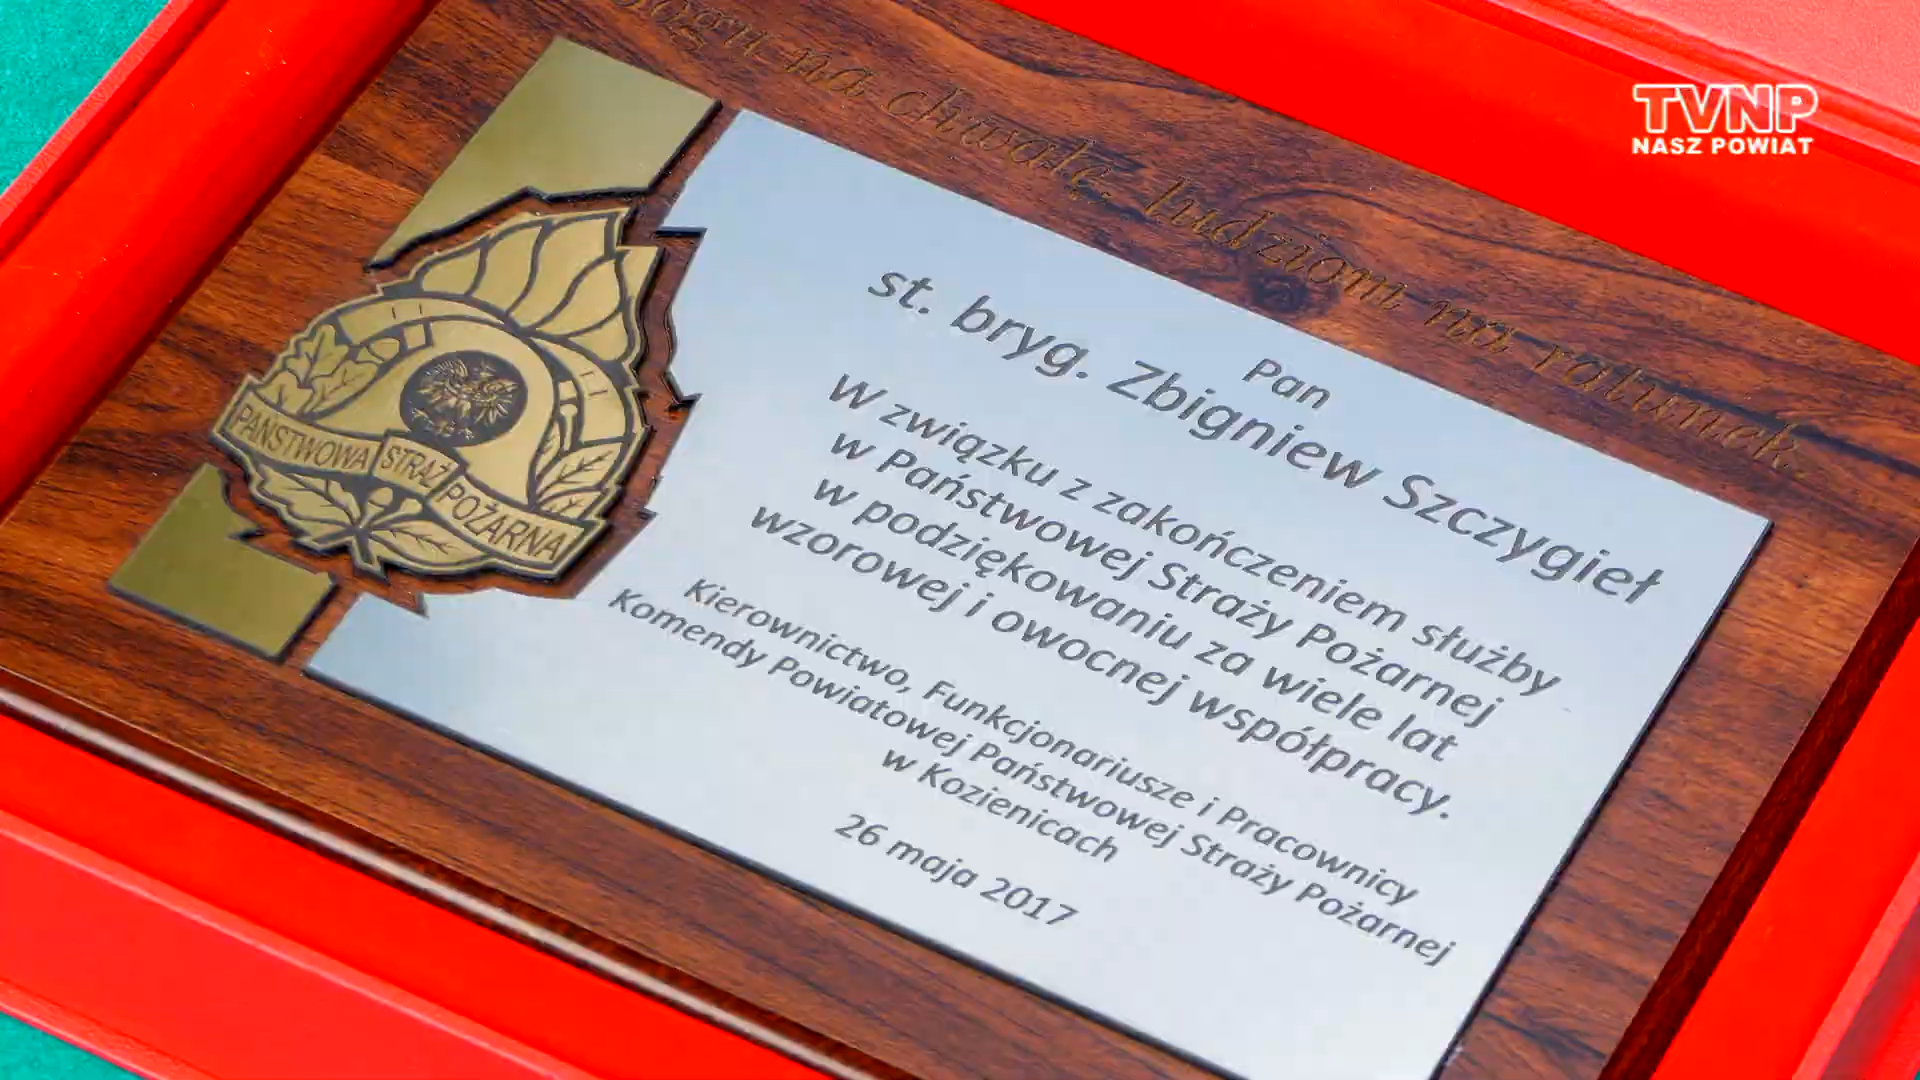 Bogu na chwałę, ludziom na ratunek.
TVNP
NASZ POWIAT
PAŃSTWOWA STRAŻ POŻARNA
Pan
st. bryg. Zbigniew Szczygieł
W związku z zakończeniem służby
w Państwowej Straży Pożarnej
w podziękowaniu za wiele lat
wzorowej i owocnej współpracy.
Kierownictwo, Funkcjonariusze i Pracownicy
Komendy Powiatowej Państwowej Straży Pożarnej
w Kozienicach
26 maja 2017